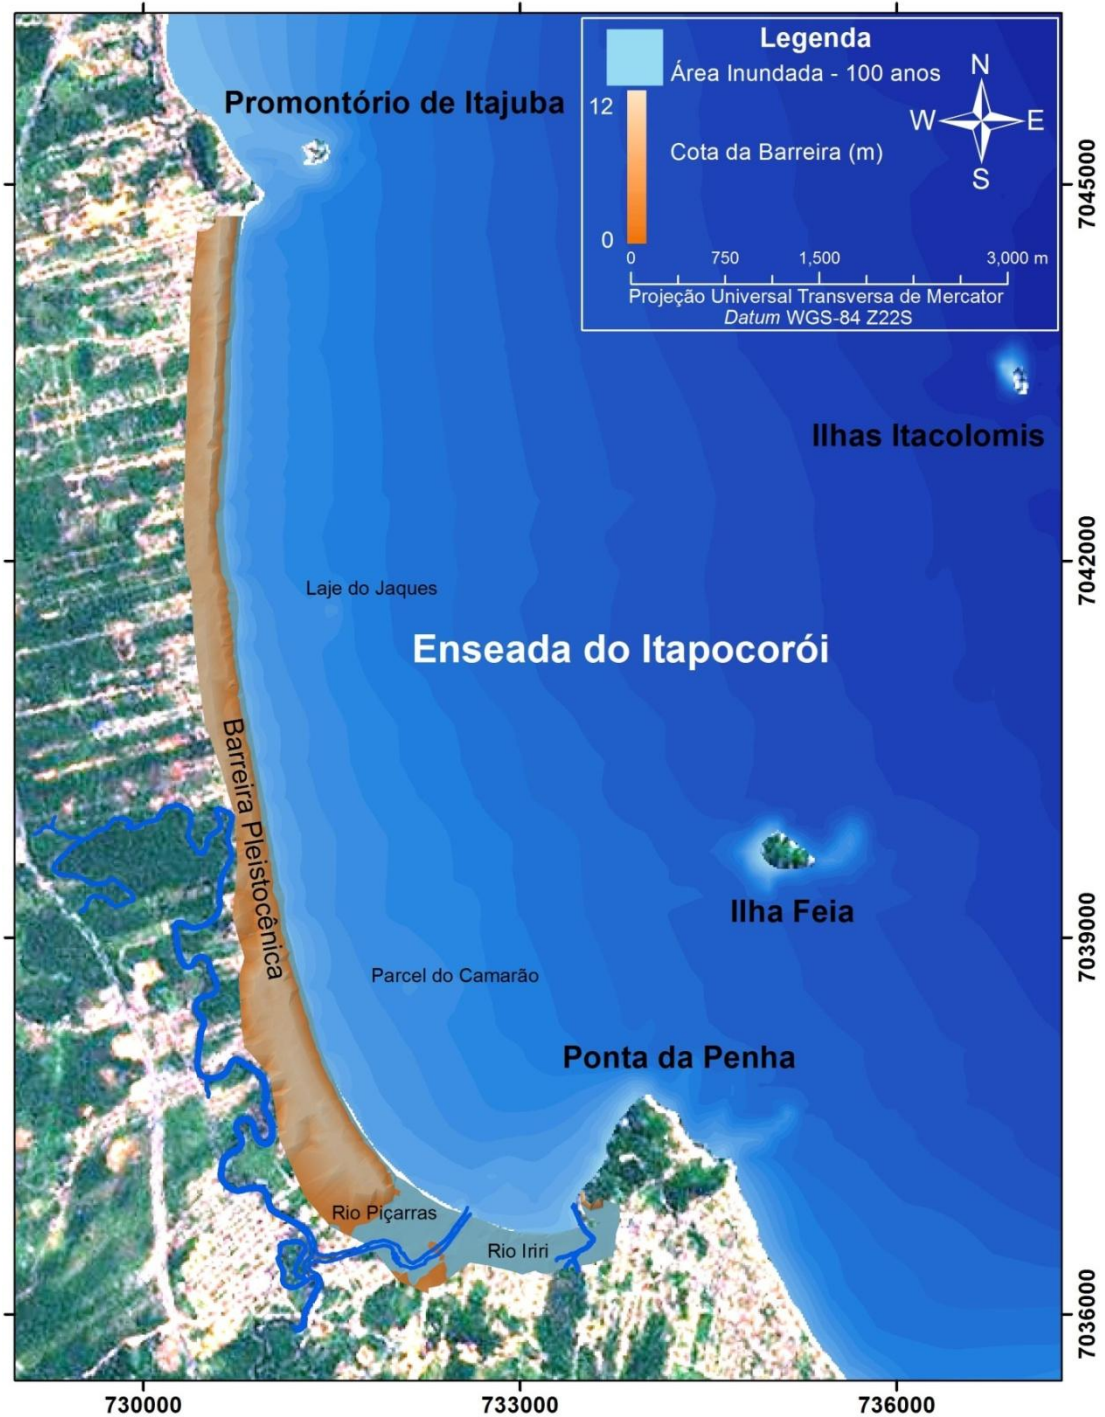 Legenda
Área Inundada - 100 anos
12
Cota da Barreira (m)
0
N
W E
S
0 750 1,500 3,000 m
Projeção Universal Transversa de Mercator
Datum WGS-84 Z22S
Promontório de Itajuba
7045000
Ilhas Itacolomis
7042000
Laje do Jaques
Enseada do Itapocorói
Barreira Pleistocênica
Ilha Feia
7039000
Parcel do Camarão
Ponta da Penha
Rio Piçarras
Rio Iriri
7036000
730000 733000 736000